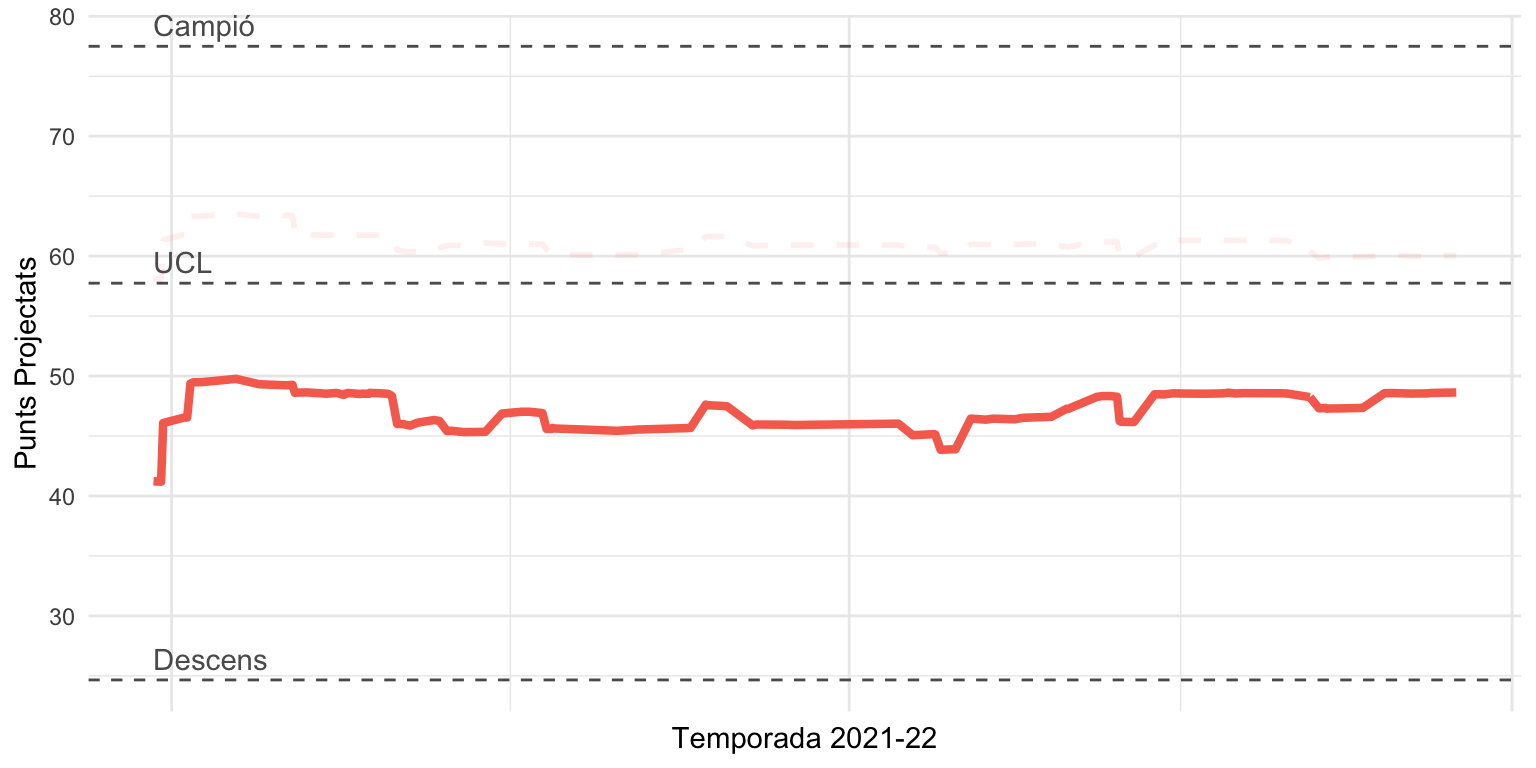 80
Campió
70
60
UCL
Punts Projectats
50
40
30
Descens
Temporada 2021-22